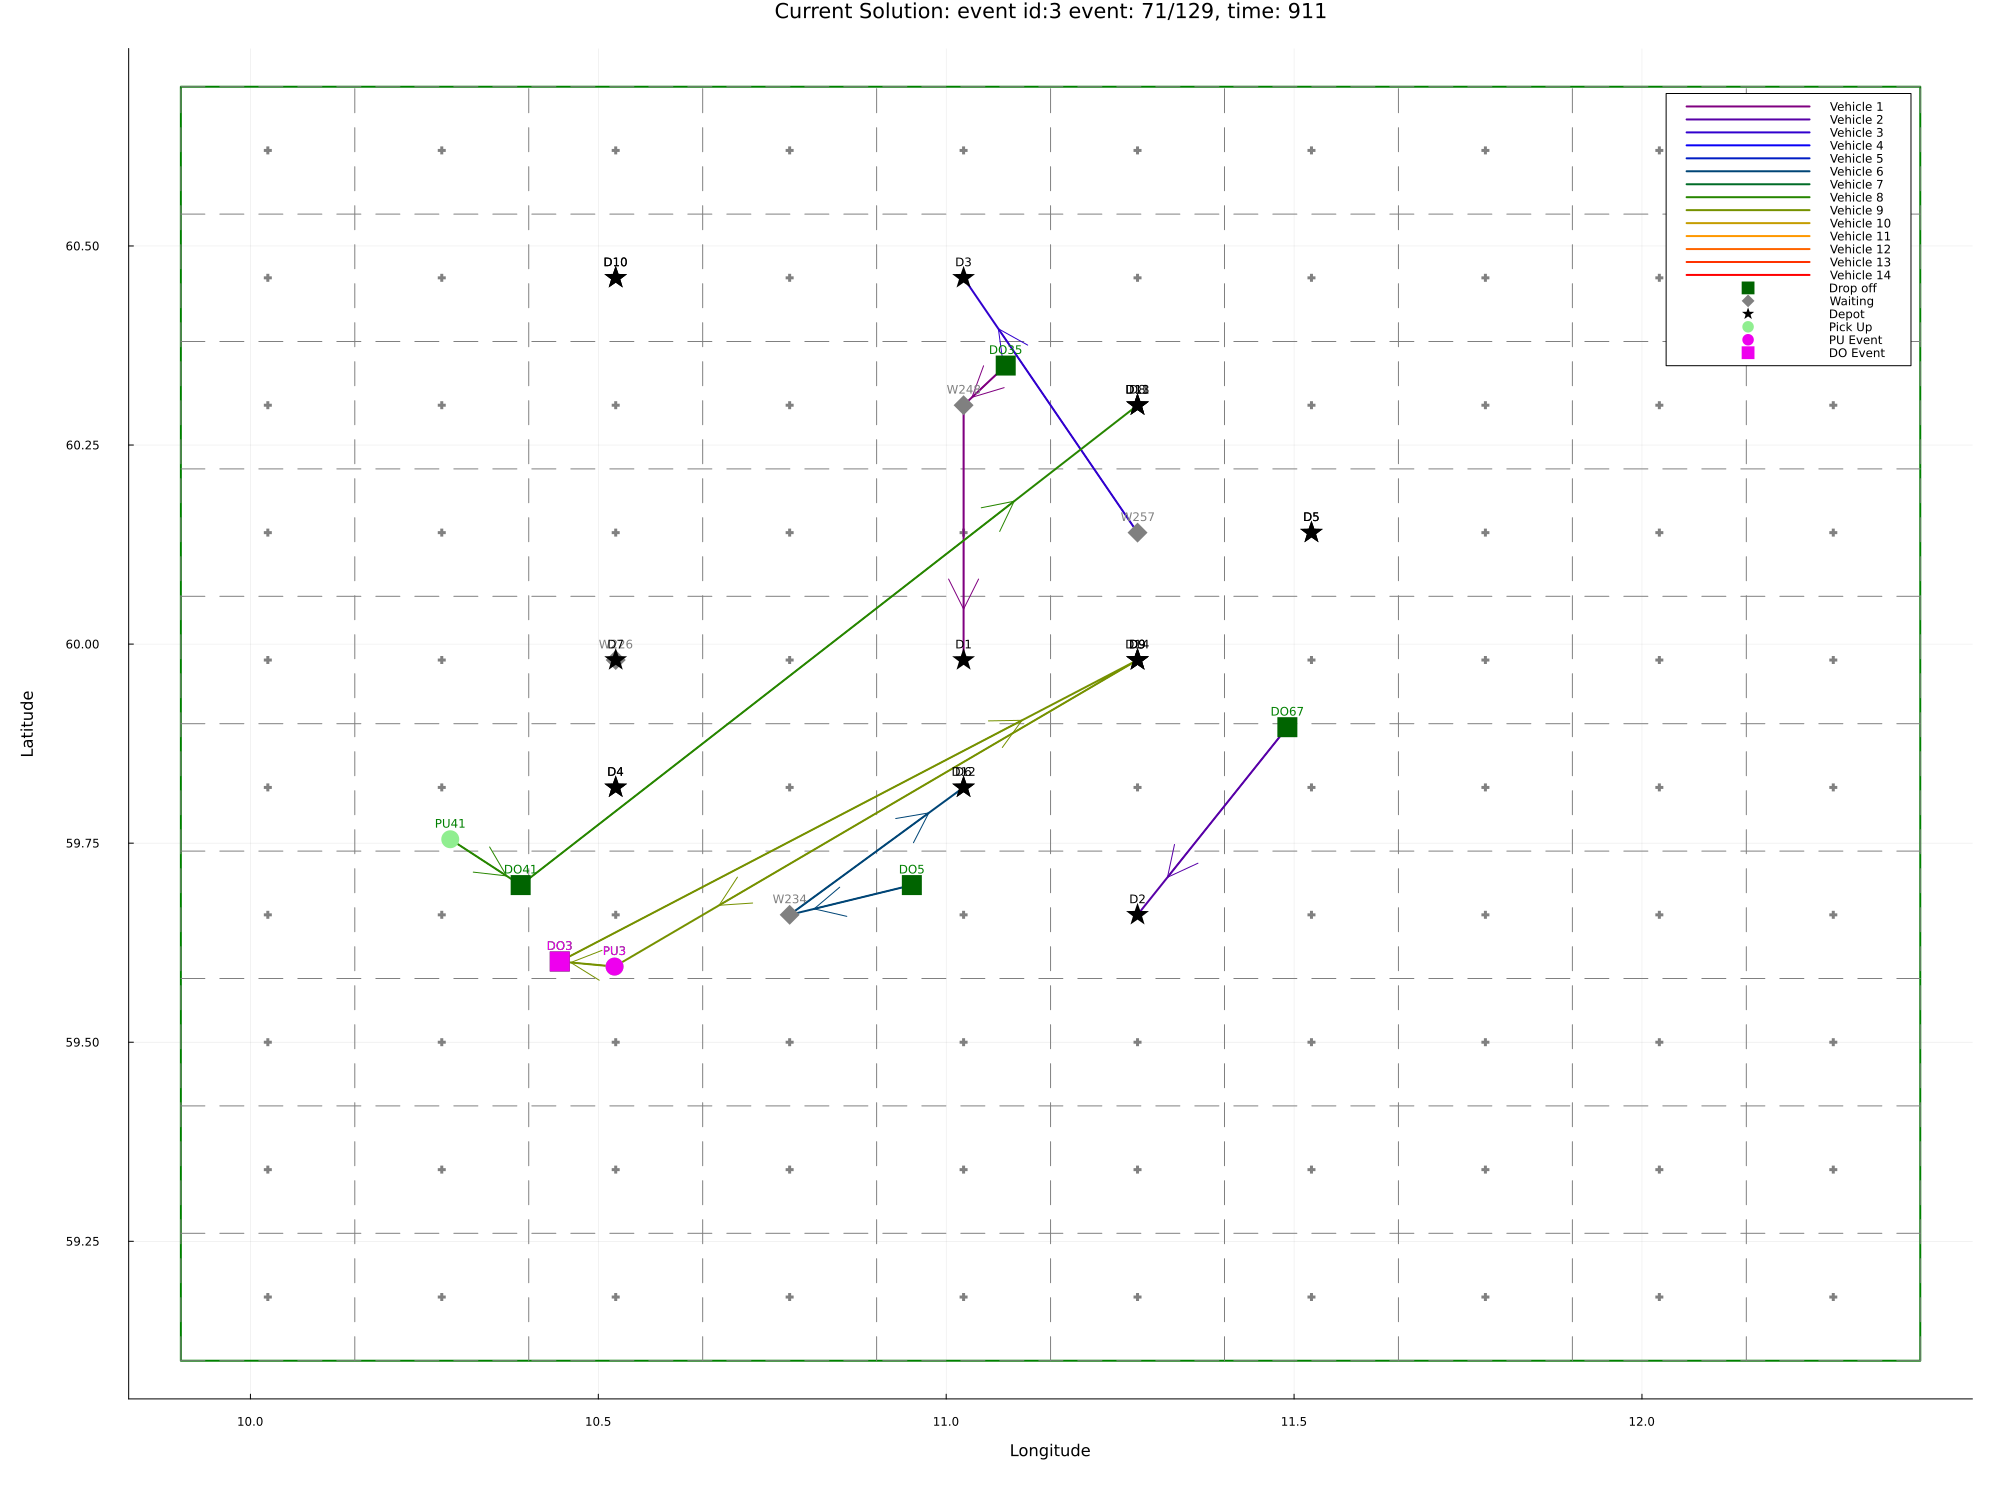 Current Solution: event id:3 event: 71/129, time: 911
Vehicle 1
Vehicle 2
Vehicle 3
Vehicle 4
Vehicle 5
Vehicle 6
Vehicle 7
Vehicle 8
Vehicle 9
Vehicle 10
Vehicle 11
Vehicle 12
Vehicle 13
Vehicle 14
Drop off
Waiting
Depot
Pick Up
PU Event
DO Event
60.50
60.25
60.00
59.75
59.50
59.25
Latitude
D10
D3
DO35
W257
D5
D7
D1
DO67
D4
PU41
DO41
DO5
W234
D2
DO3
PU3
10.0
10.5
11.0
11.5
12.0
Longitude